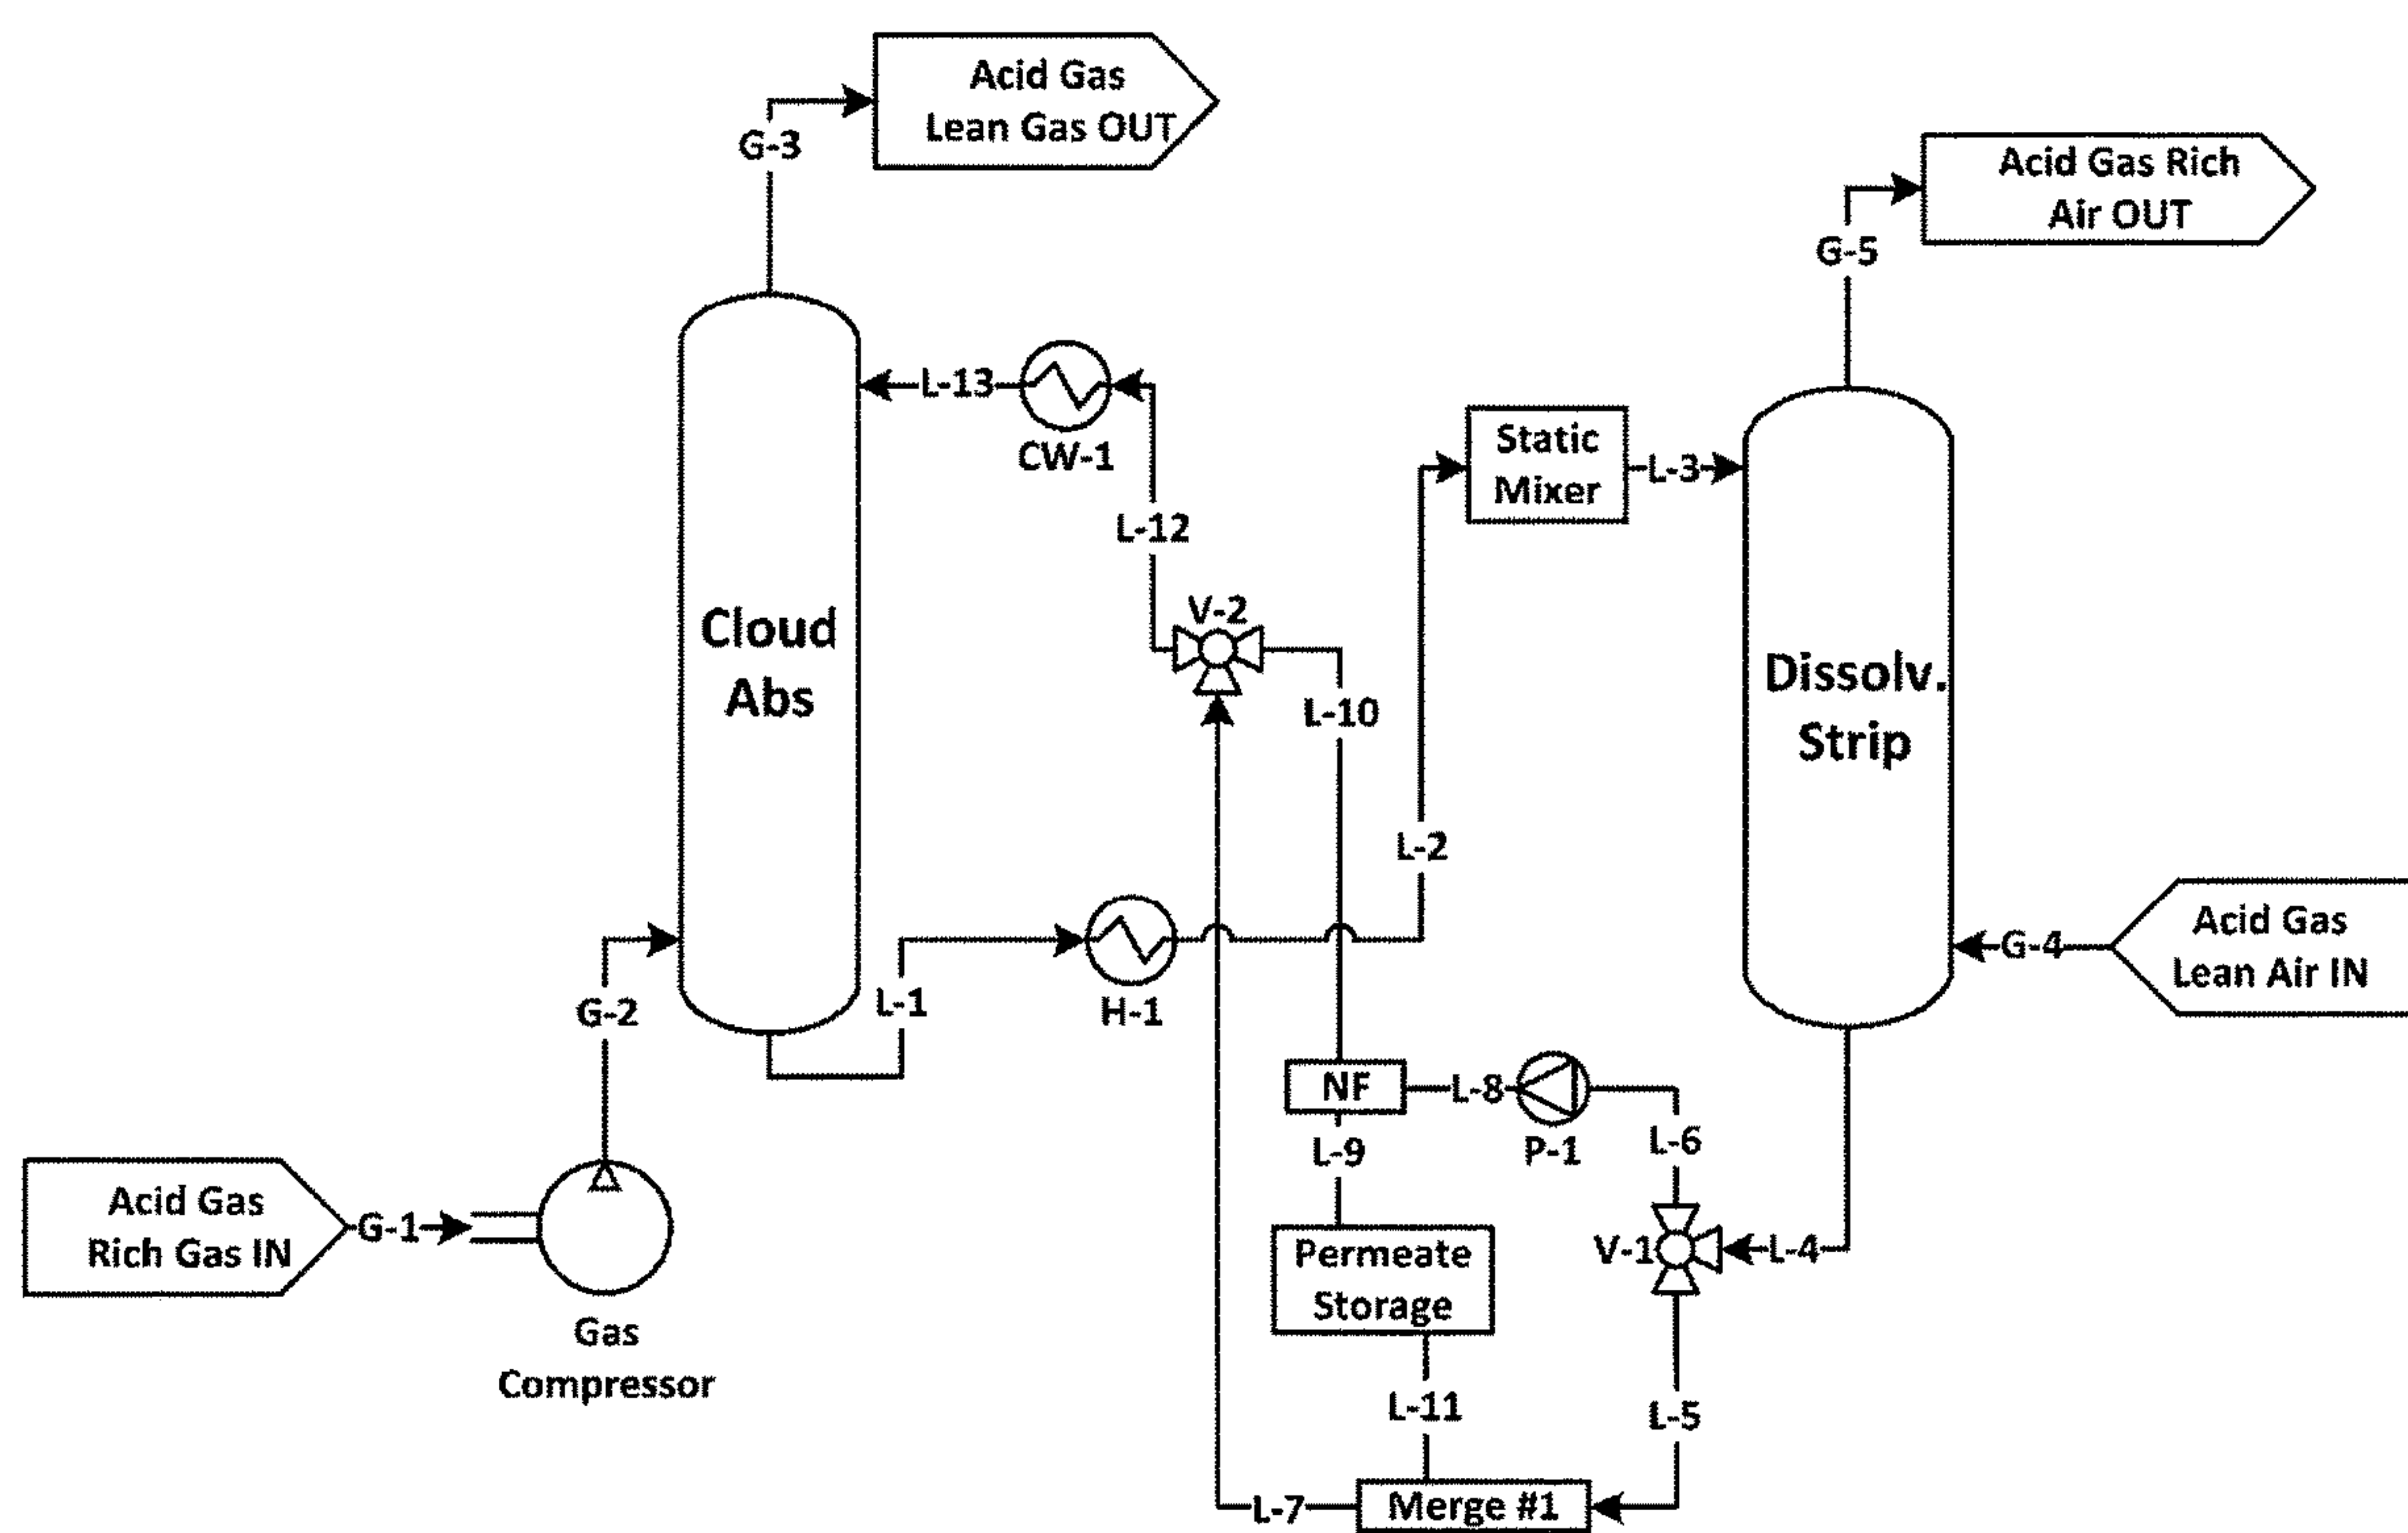 Acid Gas
Lean Gas OUT
G-3
Acid Gas Rich
Air OUT
G-5
L-13
CW-1
Static
Mixer
L-3
L-12
V-2
Cloud
Abs
Dissolv.
Strip
L-10
L-2
Acid Gas
Lean Air IN
G-4
G-2
L-1
H-1
NF
L-8
P-1
L-6
L-9
Acid Gas
Rich Gas IN
G-1
Gas
Compressor
Permeate
Storage
V-1
L-4
L-11
L-5
L-7
Merge #1